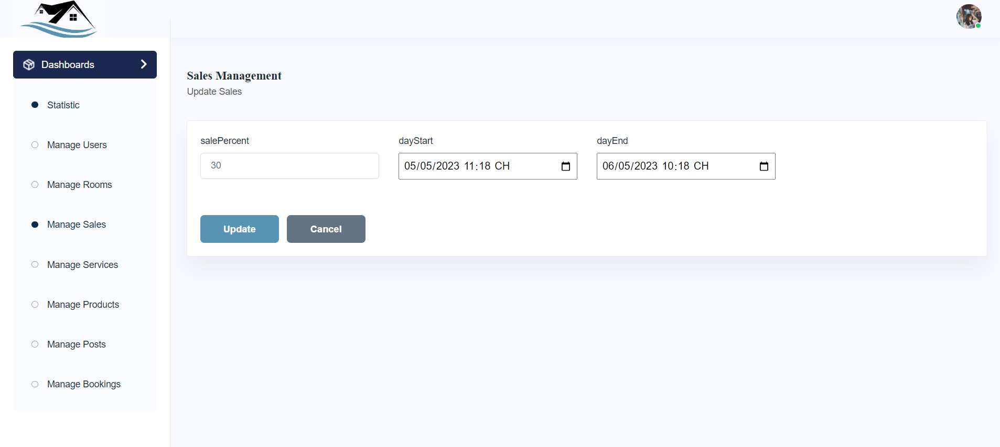 Dashboards
Statistic
Manage Users
Manage Rooms
Manage Sales
Manage Services
Manage Products
Manage Posts
Manage Bookings
Sales Management
Update Sales
salePercent
dayStart
dayEnd
30
05/05/2023 11:18 CH
06/05/2023 10:18 CH
Update
Cancel